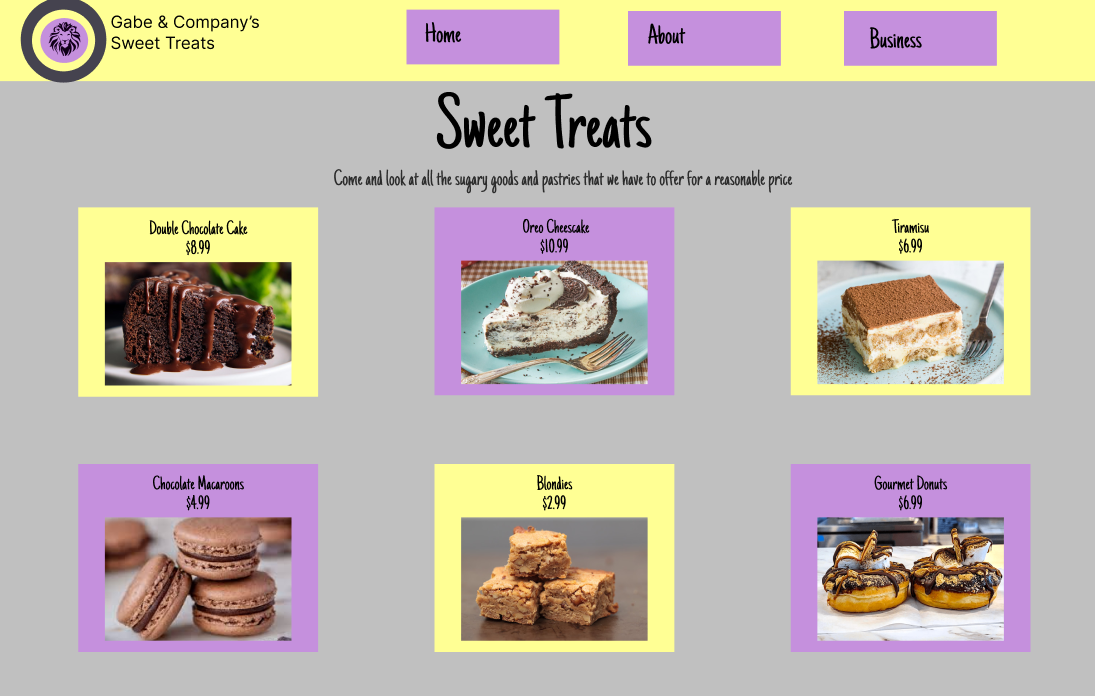 Gabe & Company's
Sweet Treats
Home
About
Business
Sweet Treats
Come and look at all the sugary goods and pastries that we have to offer for a reasonable price
Double Chocolate Cake
$8.99
Oreo Cheescake
$10.99
Tiramisu
$6.99
Chocolate Macaroons
$4.99
Blondies
$2.99
Gourmet Donuts
$6.99